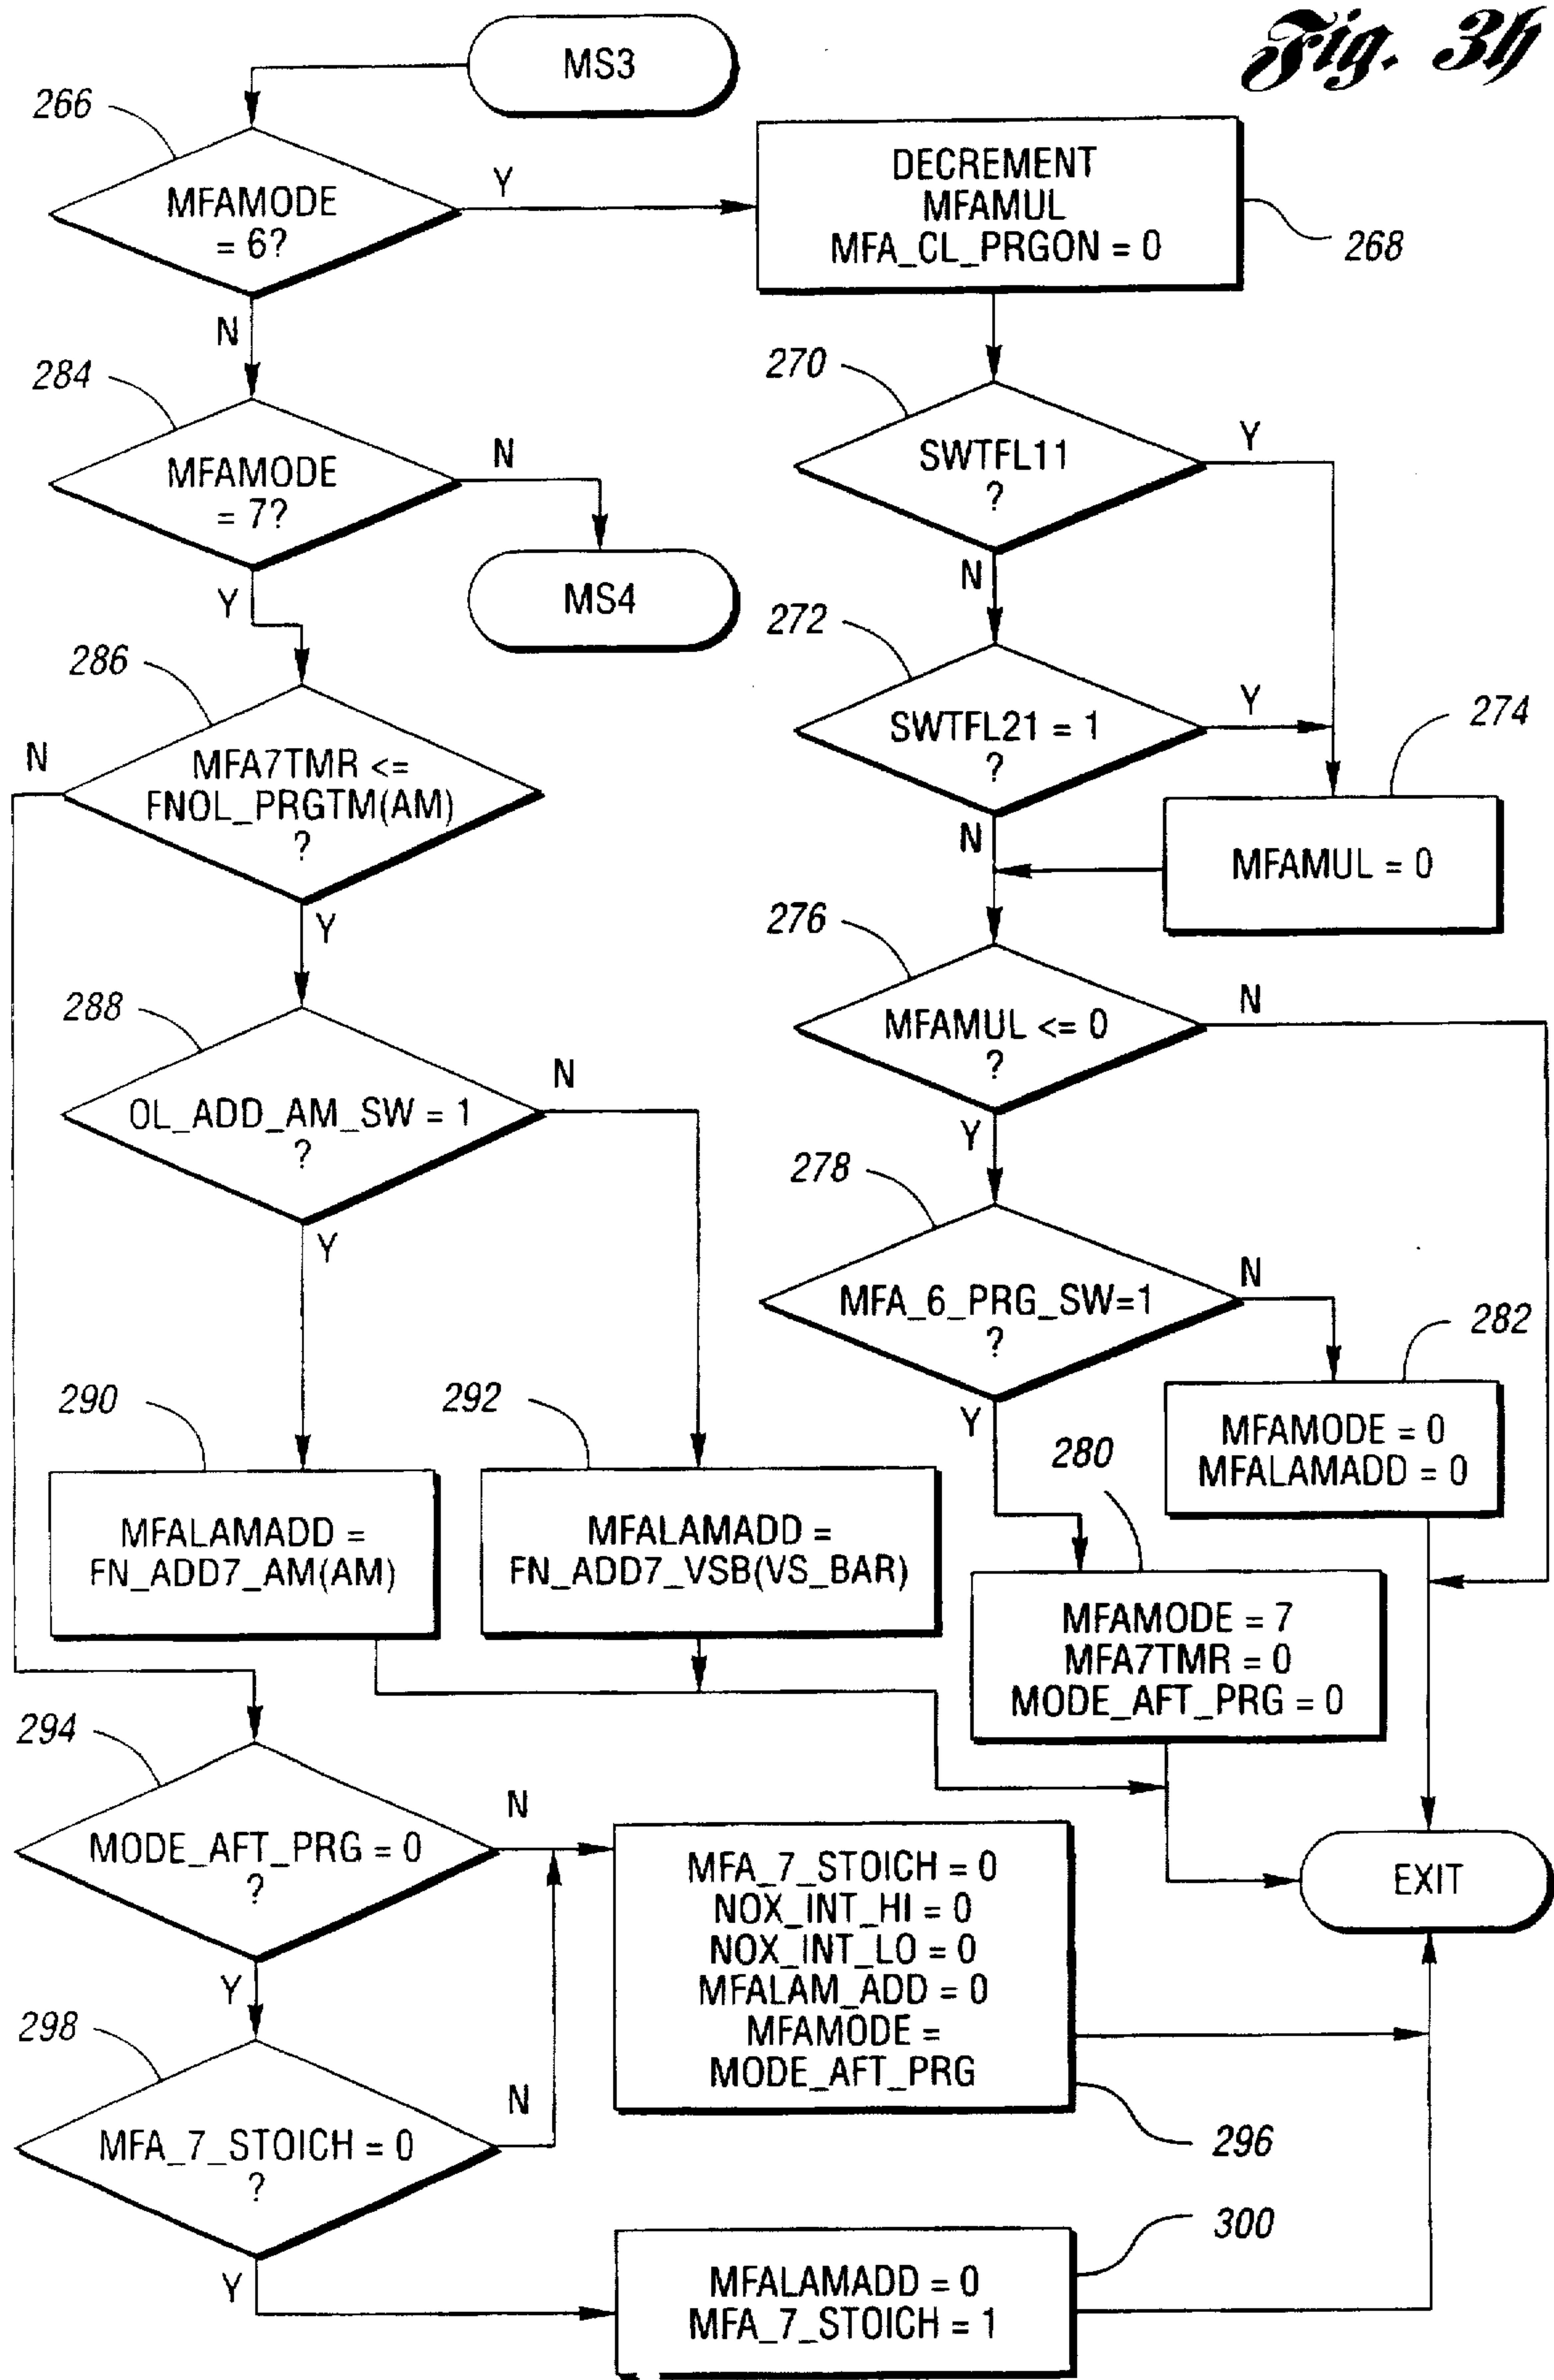 Fig. 3h
MS3
266
MFAMODE
= 6?
Y
N
DECREMENT
MFAMUL
MFA_CL_PRGON = 0
268
284
MFAMODE
= 7?
N
Y
MS4
270
SWTFL11
?
Y
N
272
SWTFL21 = 1
?
Y
N
274
MFAMUL = 0
286
MFA7TMR <=
FNOL_PRGTM(AM)
?
N
Y
276
MFAMUL <= 0
?
N
Y
288
OL_ADD_AM_SW = 1
?
N
Y
278
MFA_6_PRG_SW=1
?
N
Y
282
MFAMODE = 0
MFALAMADD = 0
290
MFALAMADD =
FN_ADD7_AM(AM)
292
MFALAMADD =
FN_ADD7_VSB(VS_BAR)
280
MFAMODE = 7
MFA7TMR = 0
MODE_AFT_PRG = 0
294
MODE_AFT_PRG = 0
?
N
Y
MFA_7_STOICH = 0
NOX_INT_HI = 0
NOX_INT_LO = 0
MFALAM_ADD = 0
MFAMODE =
MODE_AFT_PRG
296
EXIT
298
MFA_7_STOICH = 0
?
N
Y
300
MFALAMADD = 0
MFA_7_STOICH = 1